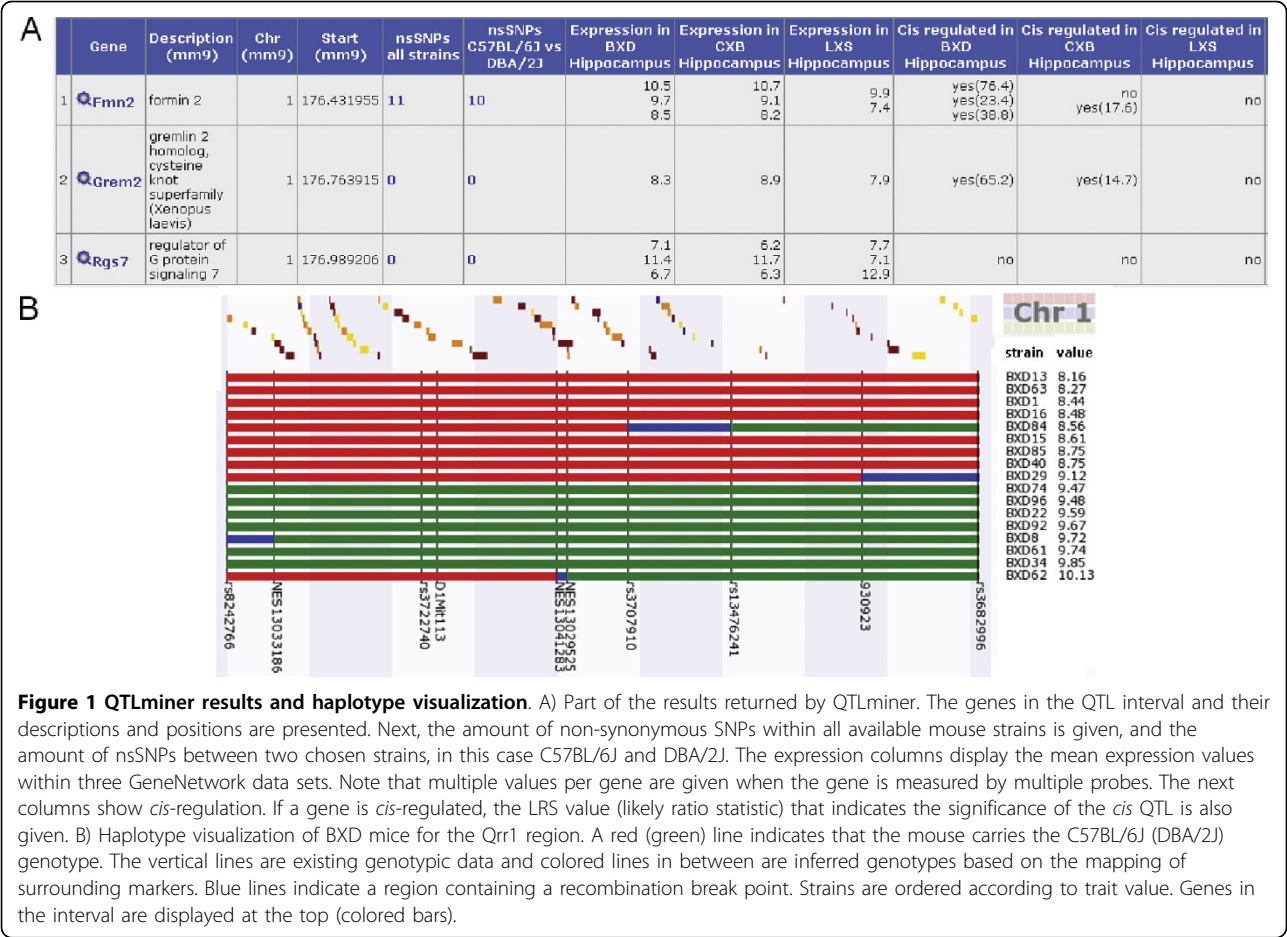 A
Gene
Description (mm9)
Chr (mm9)
Start (mm9)
nsSNPs all strains
nsSNPs C57BL/6J vs DBA/2J
Expression in BXD Hippocampus
Expression in CXB Hippocampus
Expression in LXS Hippocampus
Cis regulated in BXD Hippocampus
Cis regulated in CXB Hippocampus
Cis regulated in LXS Hippocampus
1 Fmn2 formin 2 1 176.431955 11 10
10.5 9.7 8.5
10.7 9.1 8.2
9.9 7.4
yes(76.4) yes(23.4) yes(38.8)
no yes(17.6)
no
2 Grem2
gremlin 2
homolog,
cysteine
knot
superfamily
(Xenopus
laevis)
1 176.763915 0 0 8.3 8.9 7.9 yes(65.2) yes(14.7) no
3 Rgs7
regulator of
G protein
signaling 7
1 176.989206 0 0
7.1 11.4 6.7
6.2 11.7 6.3
7.7 7.1 12.9
no no no
B
Chr 1
strain value
BXD13 8.16
BXD63 8.27
BXD1 8.44
BXD16 8.48
BXD84 8.56
BXD15 8.61
BXD85 8.75
BXD40 8.75
BXD29 9.12
BXD74 9.47
BXD96 9.48
BXD22 9.59
BXD92 9.67
BXD8 9.72
BXD61 9.74
BXD34 9.85
BXD62 10.13
rs8242766
NES13033186
rs3722740
D1Mit113
NES13041283
NES13029525
rs3707910
rs13476241
930923
rs3682996
Figure 1 QTLminer results and haplotype visualization. A) Part of the results returned by QTLminer. The genes in the QTL interval and their
descriptions and positions are presented. Next, the amount of non-synonymous SNPs within all available mouse strains is given, and the
amount of nsSNPs between two chosen strains, in this case C57BL/6J and DBA/2J. The expression columns display the mean expression values
within three GeneNetwork data sets. Note that multiple values per gene are given when the gene is measured by multiple probes. The next
columns show cis-regulation. If a gene is cis-regulated, the LRS value (likely ratio statistic) that indicates the significance of the cis QTL is also
given. B) Haplotype visualization of BXD mice for the Qrr1 region. A red (green) line indicates that the mouse carries the C57BL/6J (DBA/2J)
genotype. The vertical lines are existing genotypic data and colored lines in between are inferred genotypes based on the mapping of
surrounding markers. Blue lines indicate a region containing a recombination break point. Strains are ordered according to trait value. Genes in
the interval are displayed at the top (colored bars).